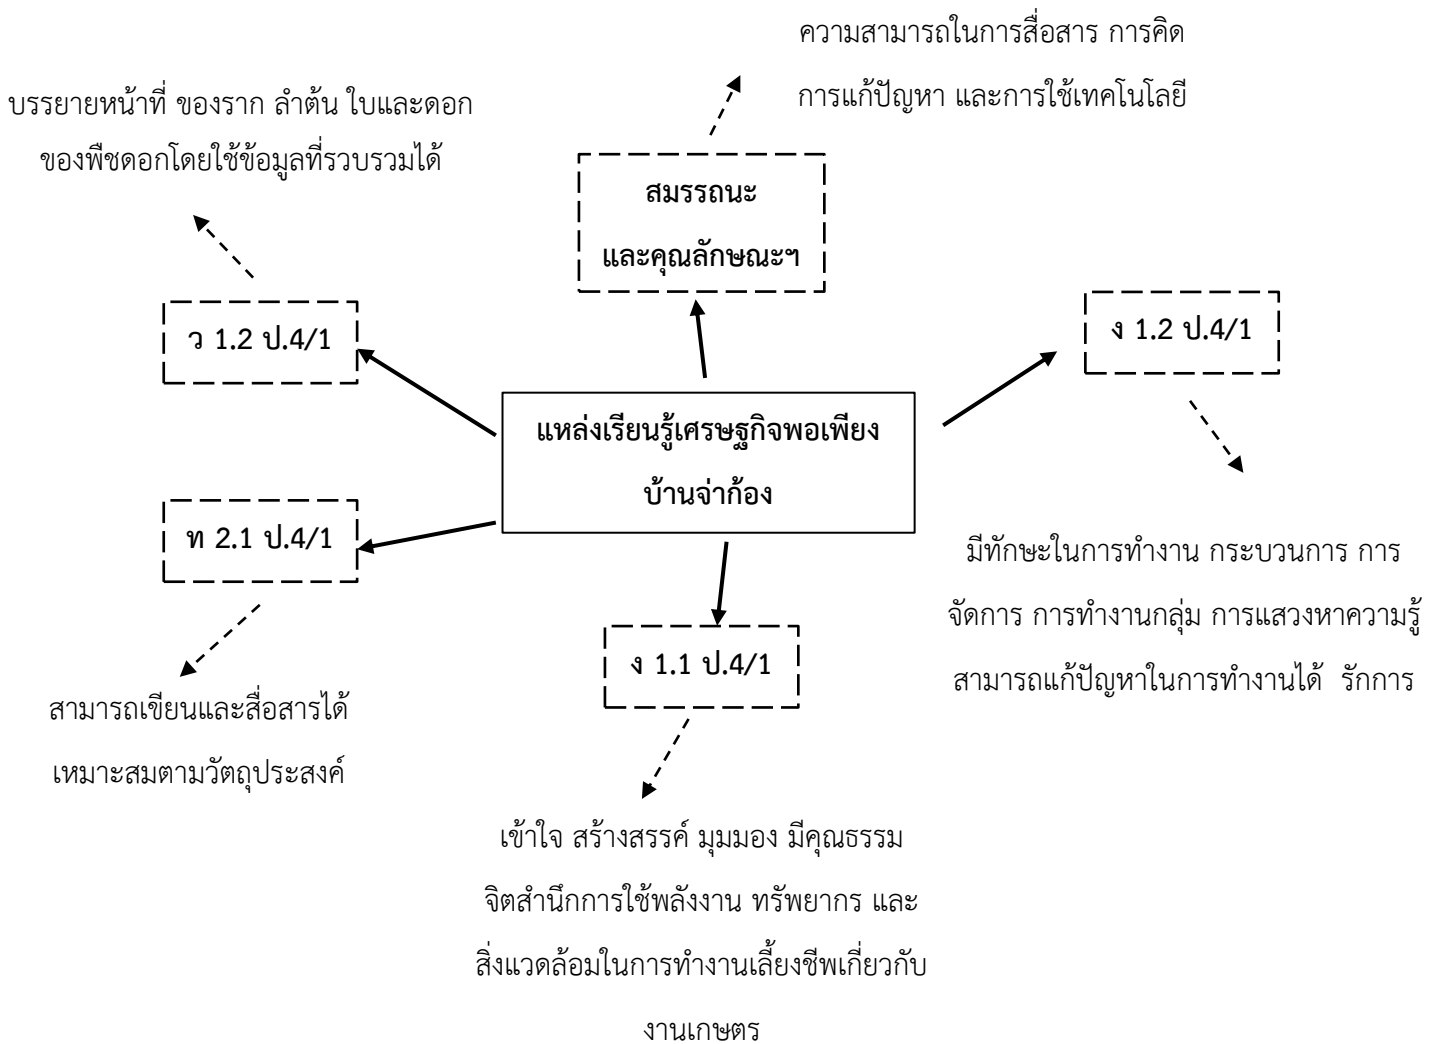 ความสามารถในการสื่อสาร การคิด
การแก้ปัญหา และการใช้เทคโนโลยี
บรรยายหน้าที่ ของราก ลำต้น ใบและดอก
ของพืชดอกโดยใช้ข้อมูลที่รวบรวมได้
สมรรถนะ
และคุณลักษณะฯ
ว 1.2 ป.4/1
ง 1.2 ป.4/1
แหล่งเรียนรู้เศรษฐกิจพอเพียง
บ้านจ่าก้อง
ท 2.1 ป.4/1
มีทักษะในการทำงาน กระบวนการ การ
จัดการ การทำงานกลุ่ม การแสวงหาความรู้
สามารถแก้ปัญหาในการทำงานได้  รักการ
ง 1.1 ป.4/1
สามารถเขียนและสื่อสารได้
เหมาะสมตามวัตถุประสงค์
เข้าใจ สร้างสรรค์ มุมมอง มีคุณธรรม
จิตสำนึกการใช้พลังงาน ทรัพยากร และ
สิ่งแวดล้อมในการทำงานเลี้ยงชีพเกี่ยวกับ
งานเกษตร